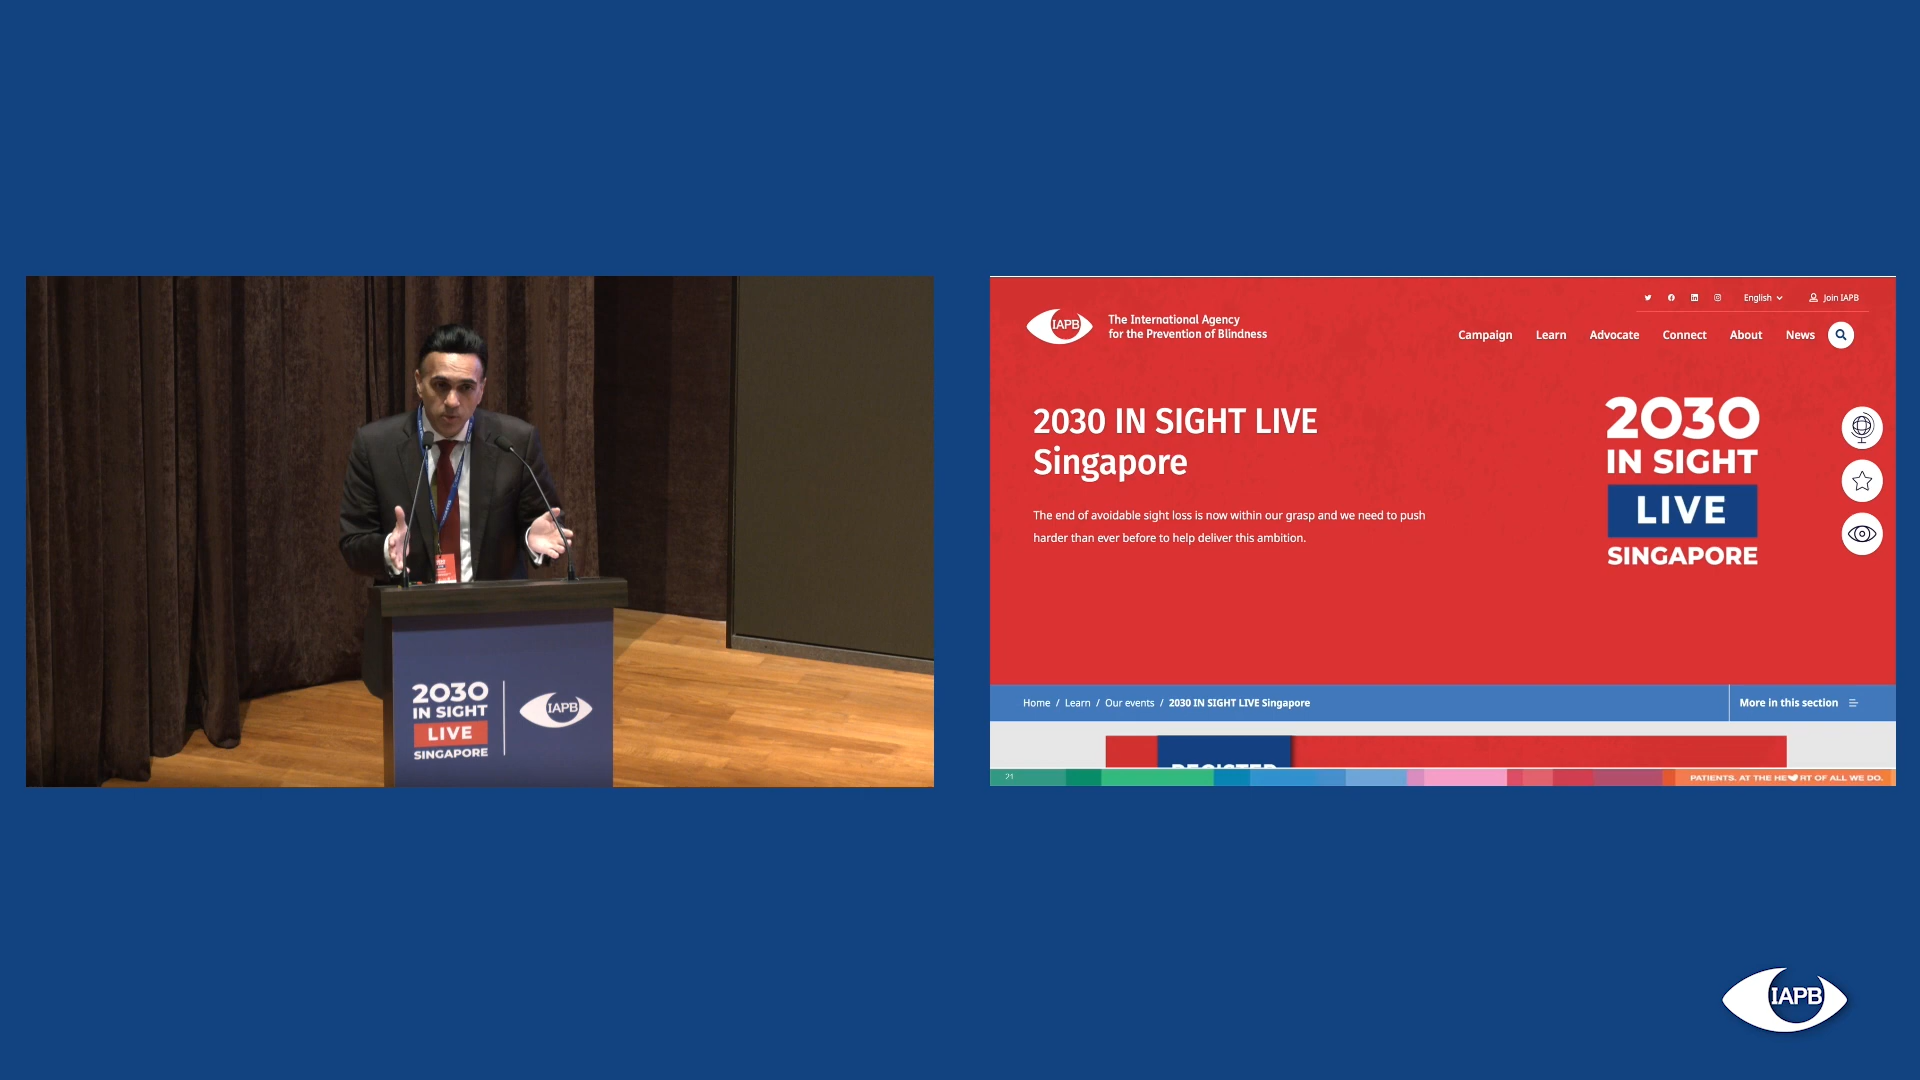 2030
IN SIGHT
LIVE
SINGAPORE
IAPB
IAPB
The International Agency
for the Prevention of Blindness
English
Join IAPB
Campaign
Learn
Advocate
Connect
About
News
2030 IN SIGHT LIVE
Singapore
The end of avoidable sight loss is now within our grasp and we need to push
harder than ever before to help deliver this ambition.
2030
IN SIGHT
LIVE
SINGAPORE
Home / Learn / Our events / 2030 IN SIGHT LIVE Singapore
More in this section
REGISTER
21
PATIENTS. AT THE HE RT OF ALL WE DO.
IAPB